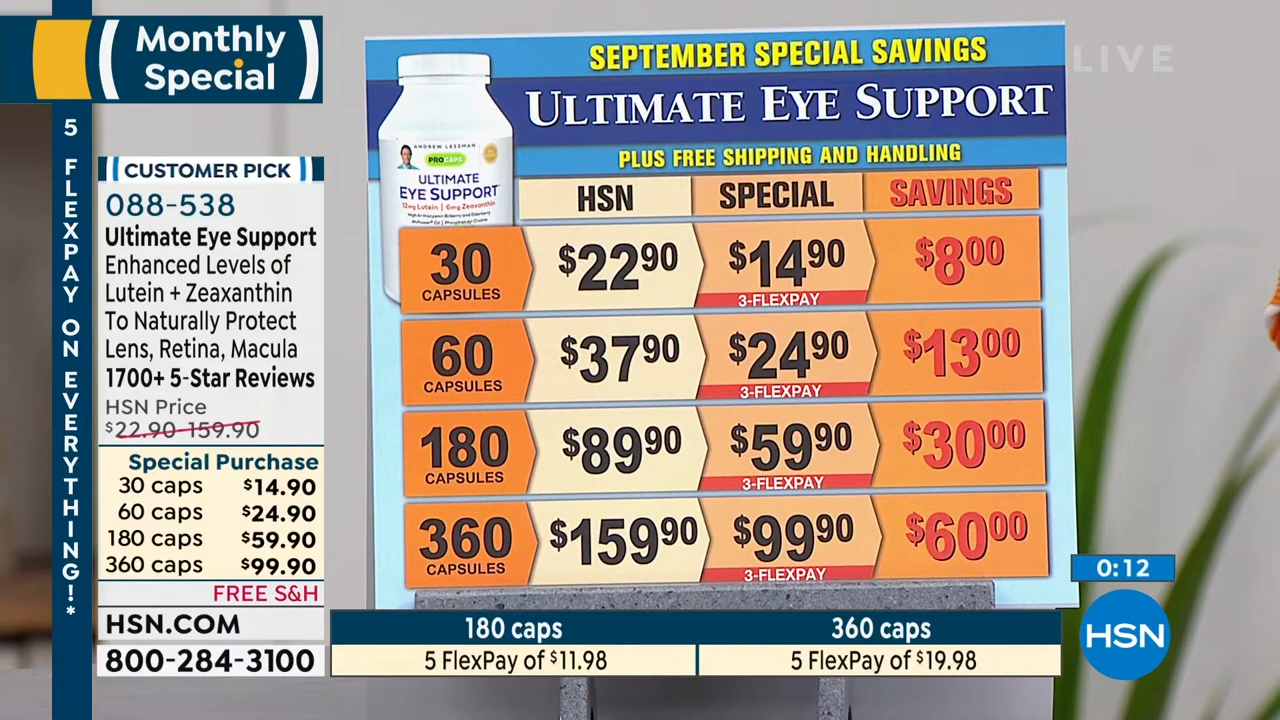 Monthly
Special
5 FLEXPAY ON EVERYTHING!*
CUSTOMER PICK
088-538
Ultimate Eye Support
Enhanced Levels of
Lutein + Zeaxanthin
To Naturally Protect
Lens, Retina, Macula
1700+ 5-Star Reviews
HSN Price
$22.90-159.90
Special Purchase
30 caps $14.90
60 caps $24.90
180 caps $59.90
360 caps $99.90
FREE S&H
HSN.COM
800-284-3100
LIVE
SEPTEMBER SPECIAL SAVINGS
ULTIMATE EYE SUPPORT
PLUS FREE SHIPPING AND HANDLING
ANDREW LESSMAN
PROCAPS
ULTIMATE
EYE SUPPORT
12mg Lutein | 6mg Zeaxanthin
HSN SPECIAL SAVINGS
30 CAPSULES $22.90 $14.90 $8.00
3-FLEXPAY
60 CAPSULES $37.90 $24.90 $13.00
3-FLEXPAY
180 CAPSULES $89.90 $59.90 $30.00
3-FLEXPAY
360 CAPSULES $159.90 $99.90 $60.00
3-FLEXPAY
180 caps 360 caps
5 FlexPay of $11.98 5 FlexPay of $19.98
0:12
HSN